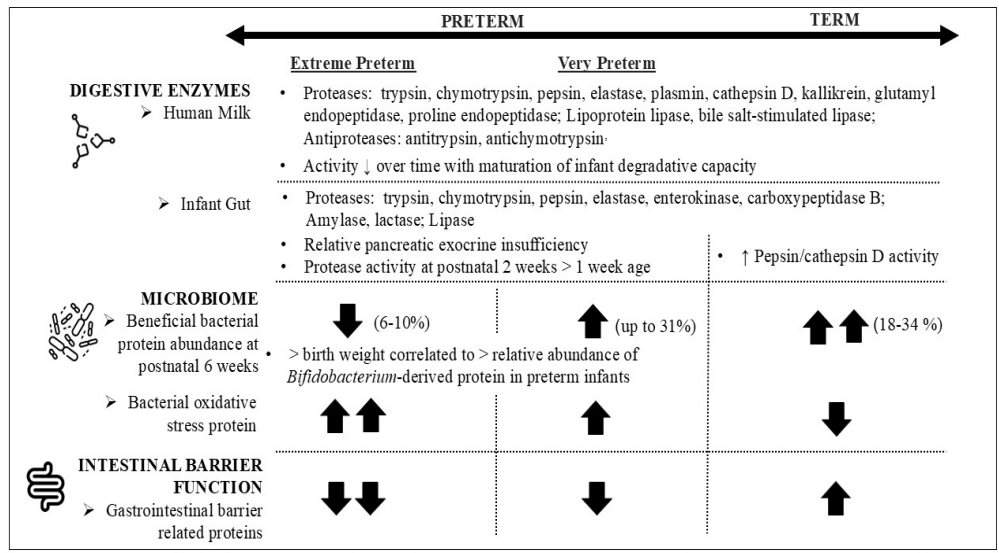 PRETERM
TERM
Extreme Preterm
Very Preterm
DIGESTIVE ENZYMES
➢ Human Milk
• Proteases: trypsin, chymotrypsin, pepsin, elastase, plasmin, cathepsin D, kallikrein, glutamyl
endopeptidase, proline endopeptidase; Lipoprotein lipase, bile salt-stimulated lipase;
Antiproteases: antitrypsin, antichymotrypsin,
• Activity ↓ over time with maturation of infant degradative capacity
➢ Infant Gut
• Proteases: trypsin, chymotrypsin, pepsin, elastase, enterokinase, carboxypeptidase B;
Amylase, lactase; Lipase
• Relative pancreatic exocrine insufficiency
• Protease activity at postnatal 2 weeks > 1 week age
• ↑ Pepsin/cathepsin D activity
MICROBIOME
➢ Beneficial bacterial
protein abundance at
postnatal 6 weeks
(6-10%)
(up to 31%)
(18-34 %)
• > birth weight correlated to > relative abundance of
Bifidobacterium-derived protein in preterm infants
➢ Bacterial oxidative
stress protein
INTESTINAL BARRIER
FUNCTION
➢ Gastrointestinal barrier
related proteins